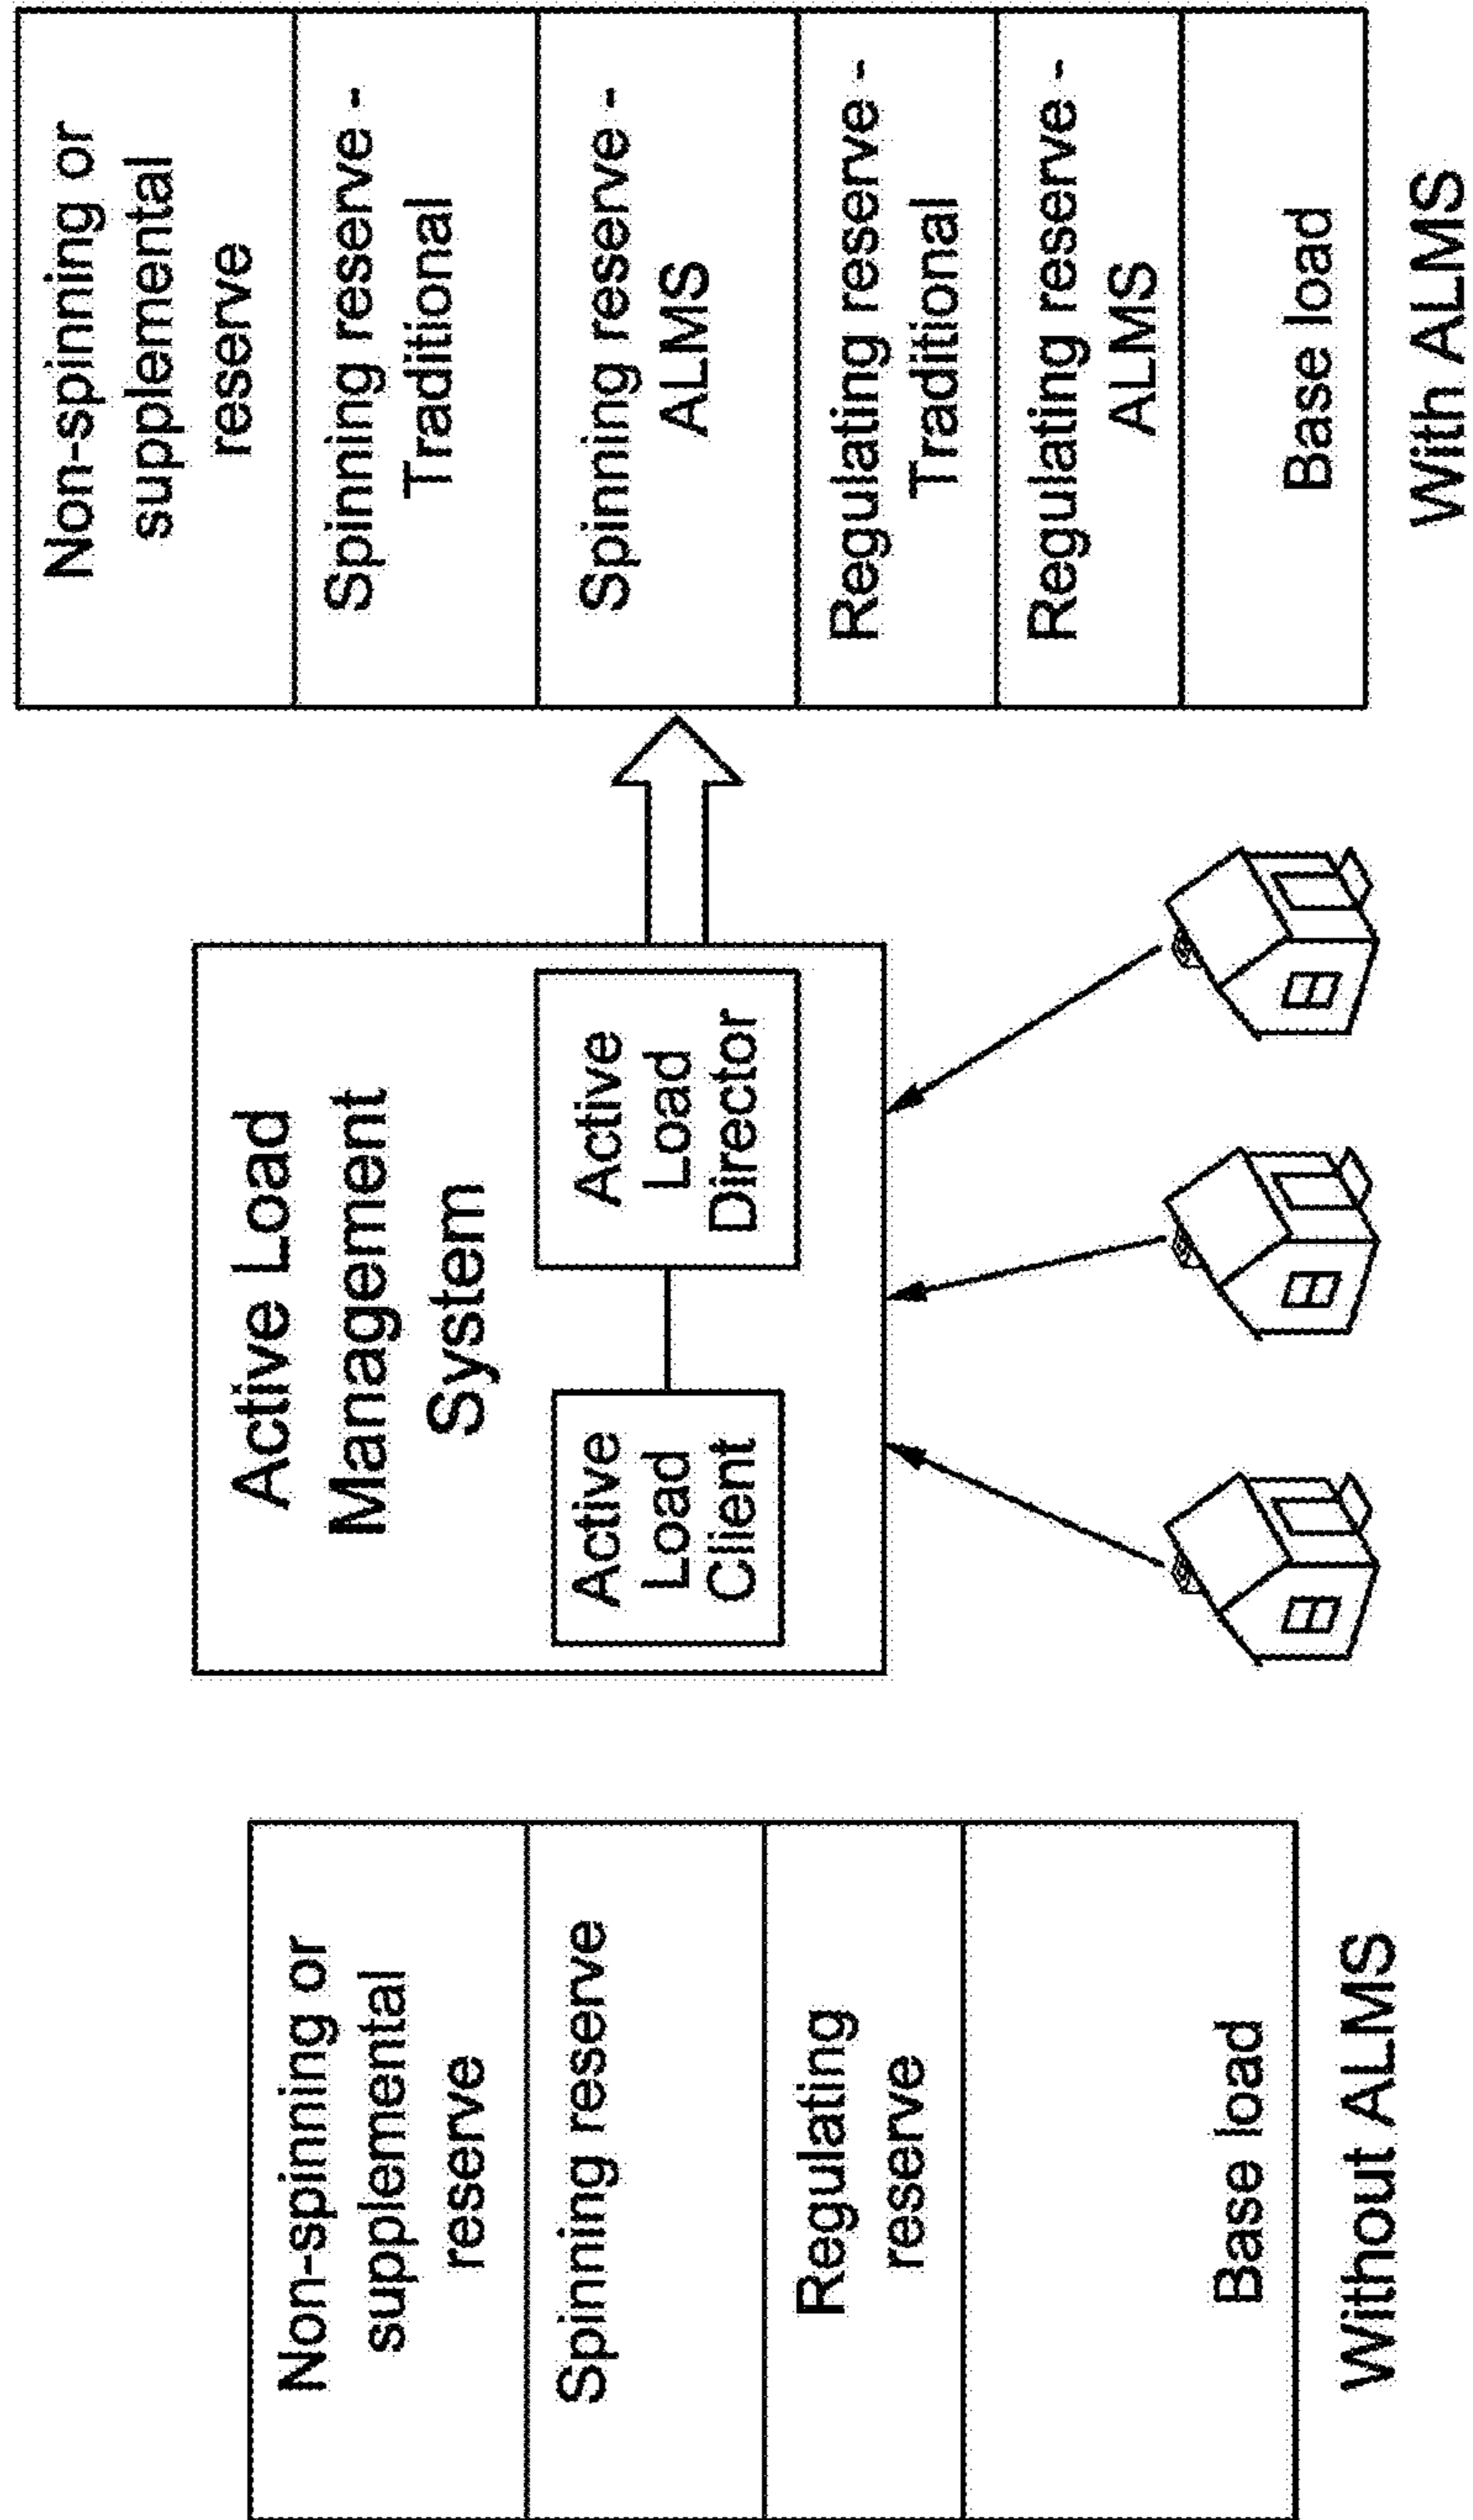 Non-spinning or
supplemental
reserve
Spinning reserve
Regulating
reserve
Base load
Without ALMS
Active Load
Management
System
Active
Load
Client
Active
Load
Director
Non-spinning or
supplemental
reserve
Spinning reserve -
Traditional
Spinning reserve -
ALMS
Regulating reserve -
Traditional
Regulating reserve -
ALMS
Base load
With ALMS